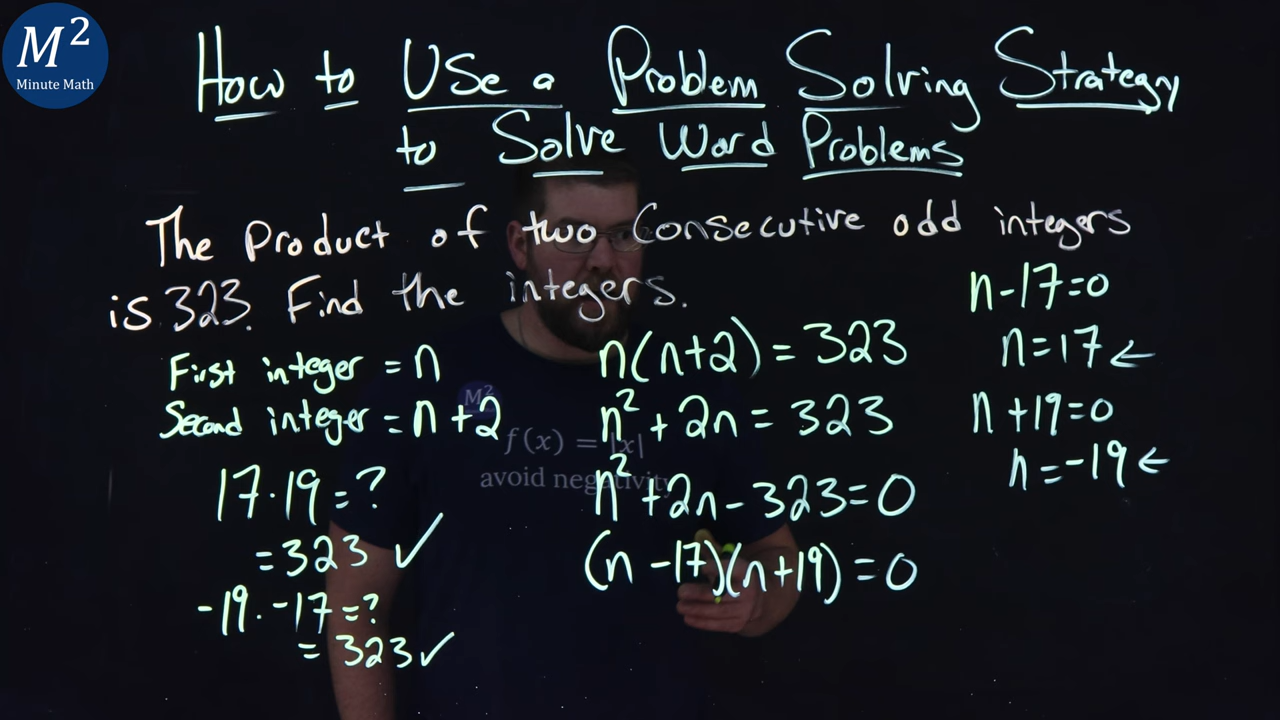 M²
Minute Math
How to Use a Problem Solving Strategy
to Solve Word Problems
The Product of two Consecutive odd integers
is 323. Find the integers.
First integer = n
Second integer = n+2
17·19=?
=323 ✓
-19·-17=?
=323 ✓
n(n+2)=323
n²+2n=323
n²+2n-323=0
(n-17)(n+19)=0
n-17=0
n=17←
n+19=0
n=-19←
M²
f(x) = |x|
avoid negativity